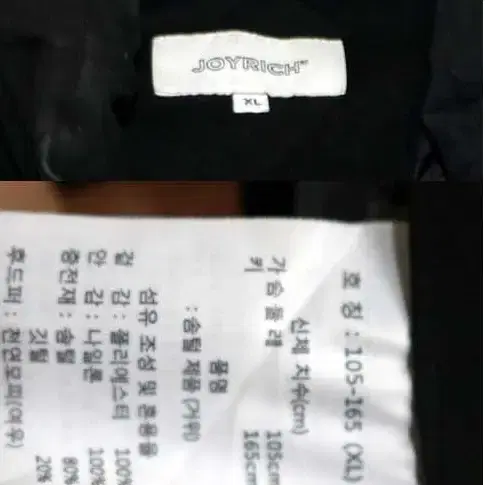 JOYRICH
XL
호 칭 : 105-165 (XL)
신체 치수(cm)
가슴 둘레 105cm
키 165cm
품명
: 솜털 제품 (거위)
섬유 조성 및 혼용율
겉 감 : 폴리에스터 100%
안 감 : 나일론 100%
충전재 : 솜털 80%
깃털 20%
후드퍼 : 천연모피(여우)